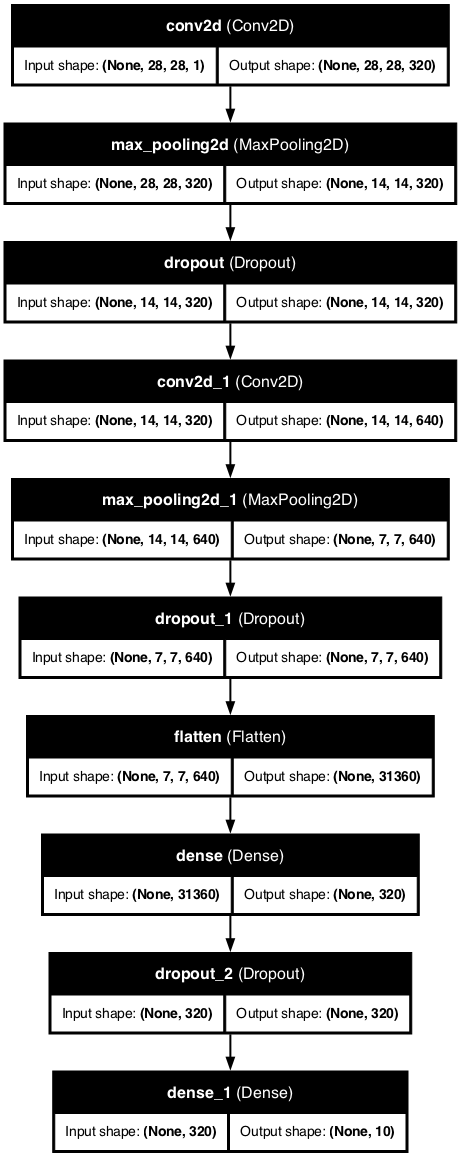 conv2d (Conv2D)
Input shape: (None, 28, 28, 1) Output shape: (None, 28, 28, 320)
max_pooling2d (MaxPooling2D)
Input shape: (None, 28, 28, 320) Output shape: (None, 14, 14, 320)
dropout (Dropout)
Input shape: (None, 14, 14, 320) Output shape: (None, 14, 14, 320)
conv2d_1 (Conv2D)
Input shape: (None, 14, 14, 320) Output shape: (None, 14, 14, 640)
max_pooling2d_1 (MaxPooling2D)
Input shape: (None, 14, 14, 640) Output shape: (None, 7, 7, 640)
dropout_1 (Dropout)
Input shape: (None, 7, 7, 640) Output shape: (None, 7, 7, 640)
flatten (Flatten)
Input shape: (None, 7, 7, 640) Output shape: (None, 31360)
dense (Dense)
Input shape: (None, 31360) Output shape: (None, 320)
dropout_2 (Dropout)
Input shape: (None, 320) Output shape: (None, 320)
dense_1 (Dense)
Input shape: (None, 320) Output shape: (None, 10)